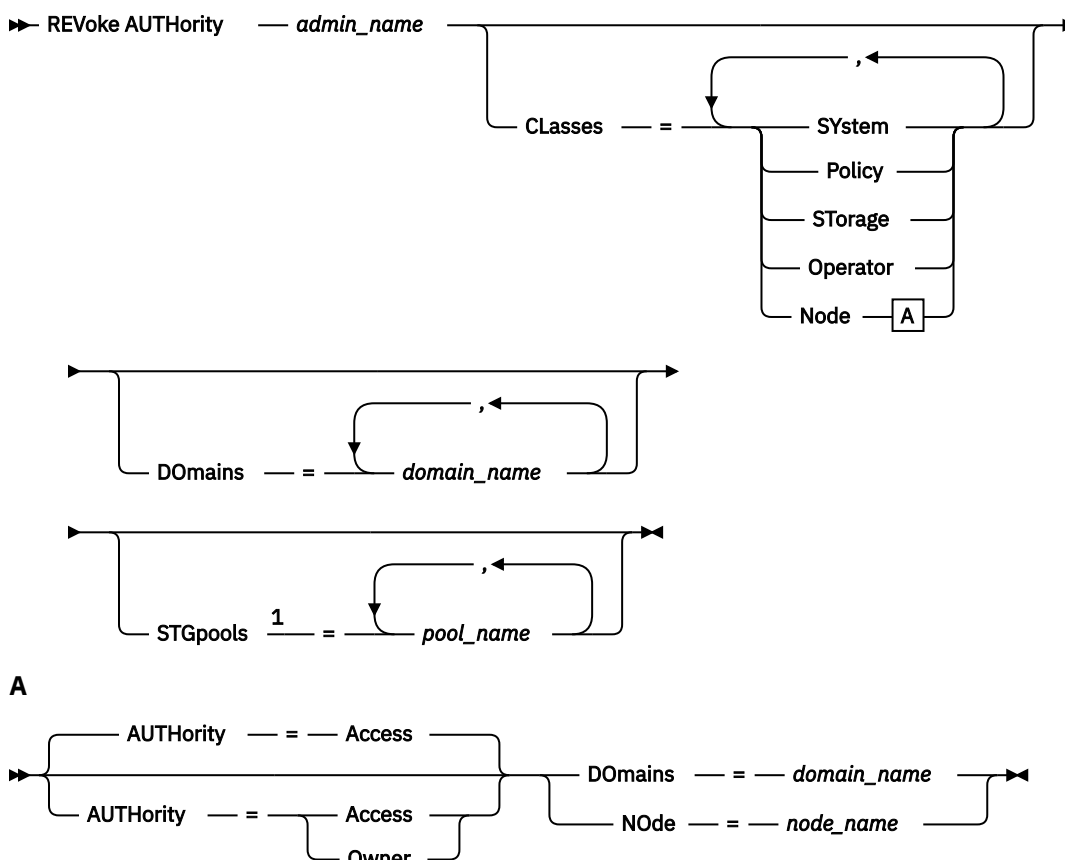 REVoke AUTHority admin_name
,
CLasses = SYstem
Policy
STorage
Operator
Node A
,
DOmains = domain_name
,
STGpools 1 = pool_name
A
AUTHority = Access
DOmains = domain_name
AUTHority = Access
NOde = node_name
Owner